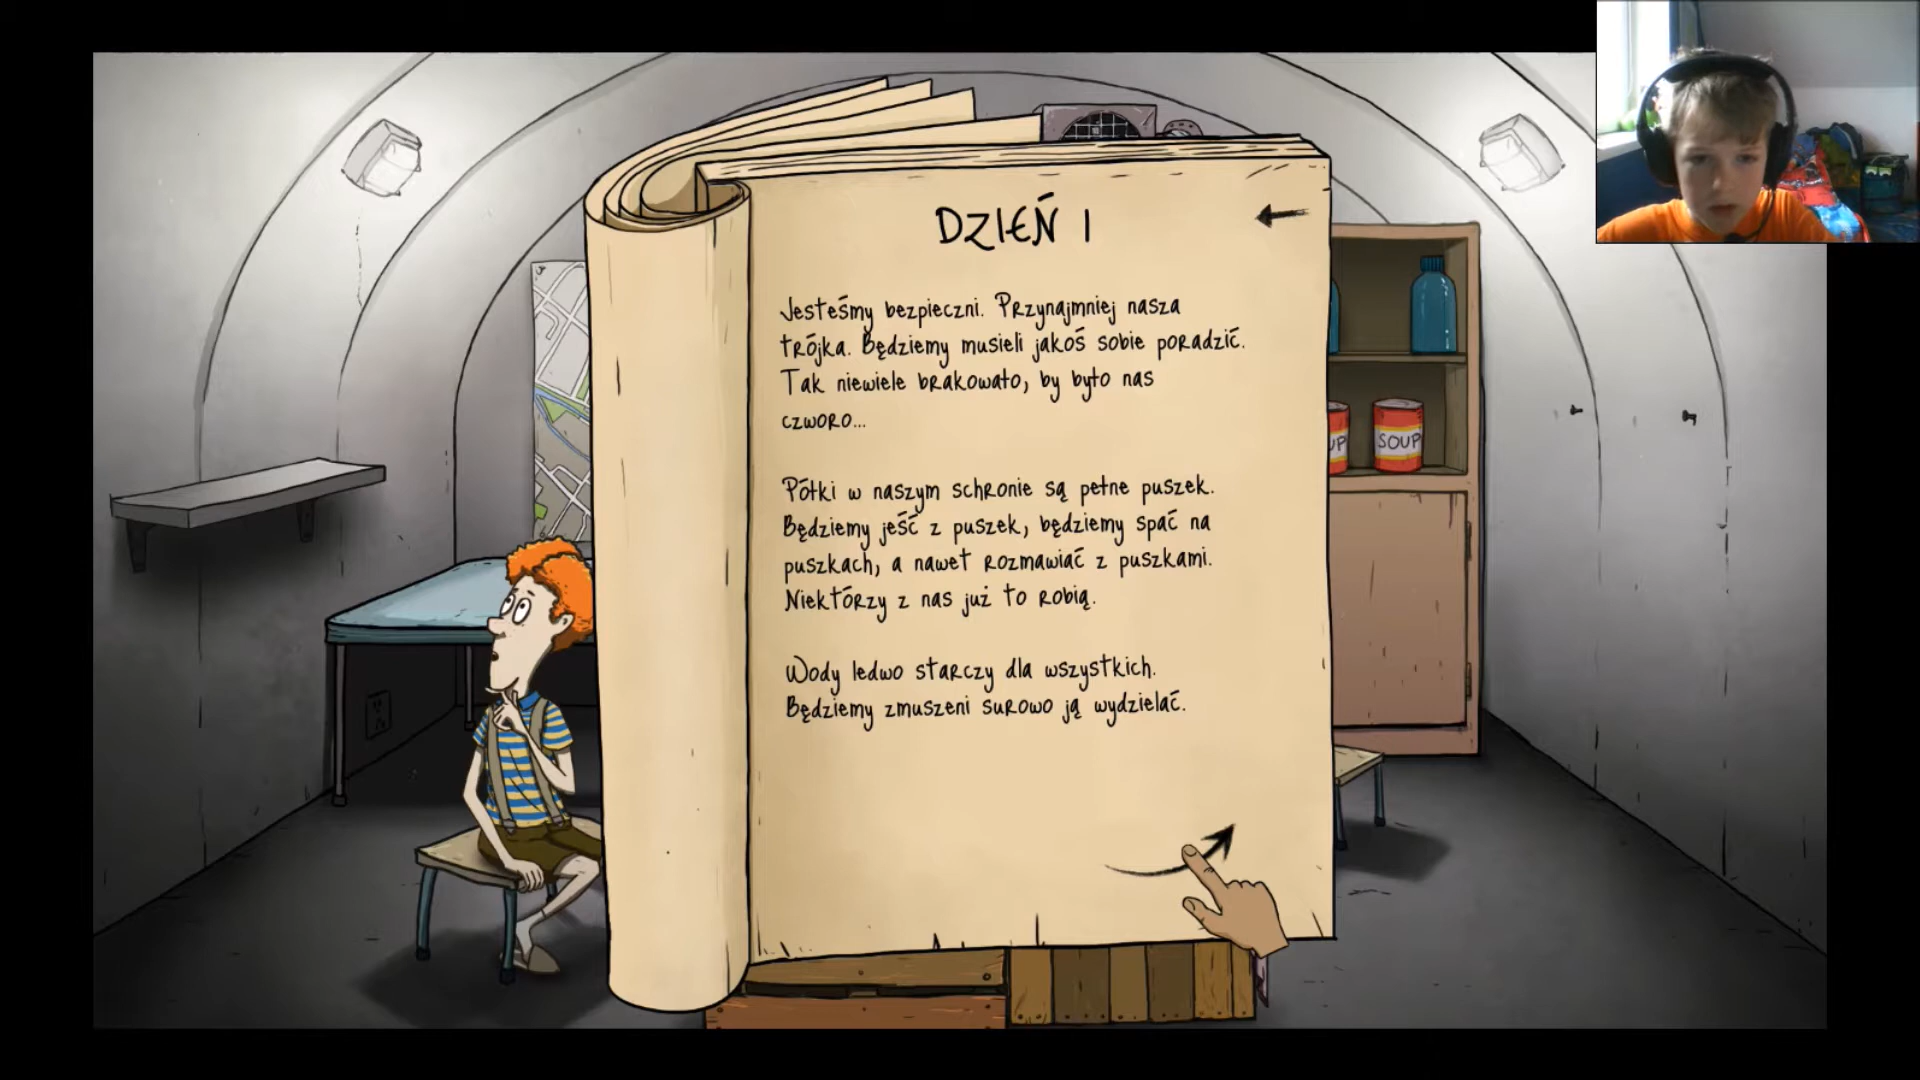 DZIEŃ 1
Jesteśmy bezpieczni. Przynajmniej nasza
trójka. Będziemy musieli jakoś sobie poradzić.
Tak niewiele brakowało, by było nas
czworo...
Półki w naszym schronie są pełne puszek.
Będziemy jeść z puszek, będziemy spać na
puszkach, a nawet rozmawiać z puszkami.
Niektórzy z nas już to robią.
Wody ledwo starczy dla wszystkich.
Będziemy zmuszeni surowo ją wydzielać.
UP
SOUP